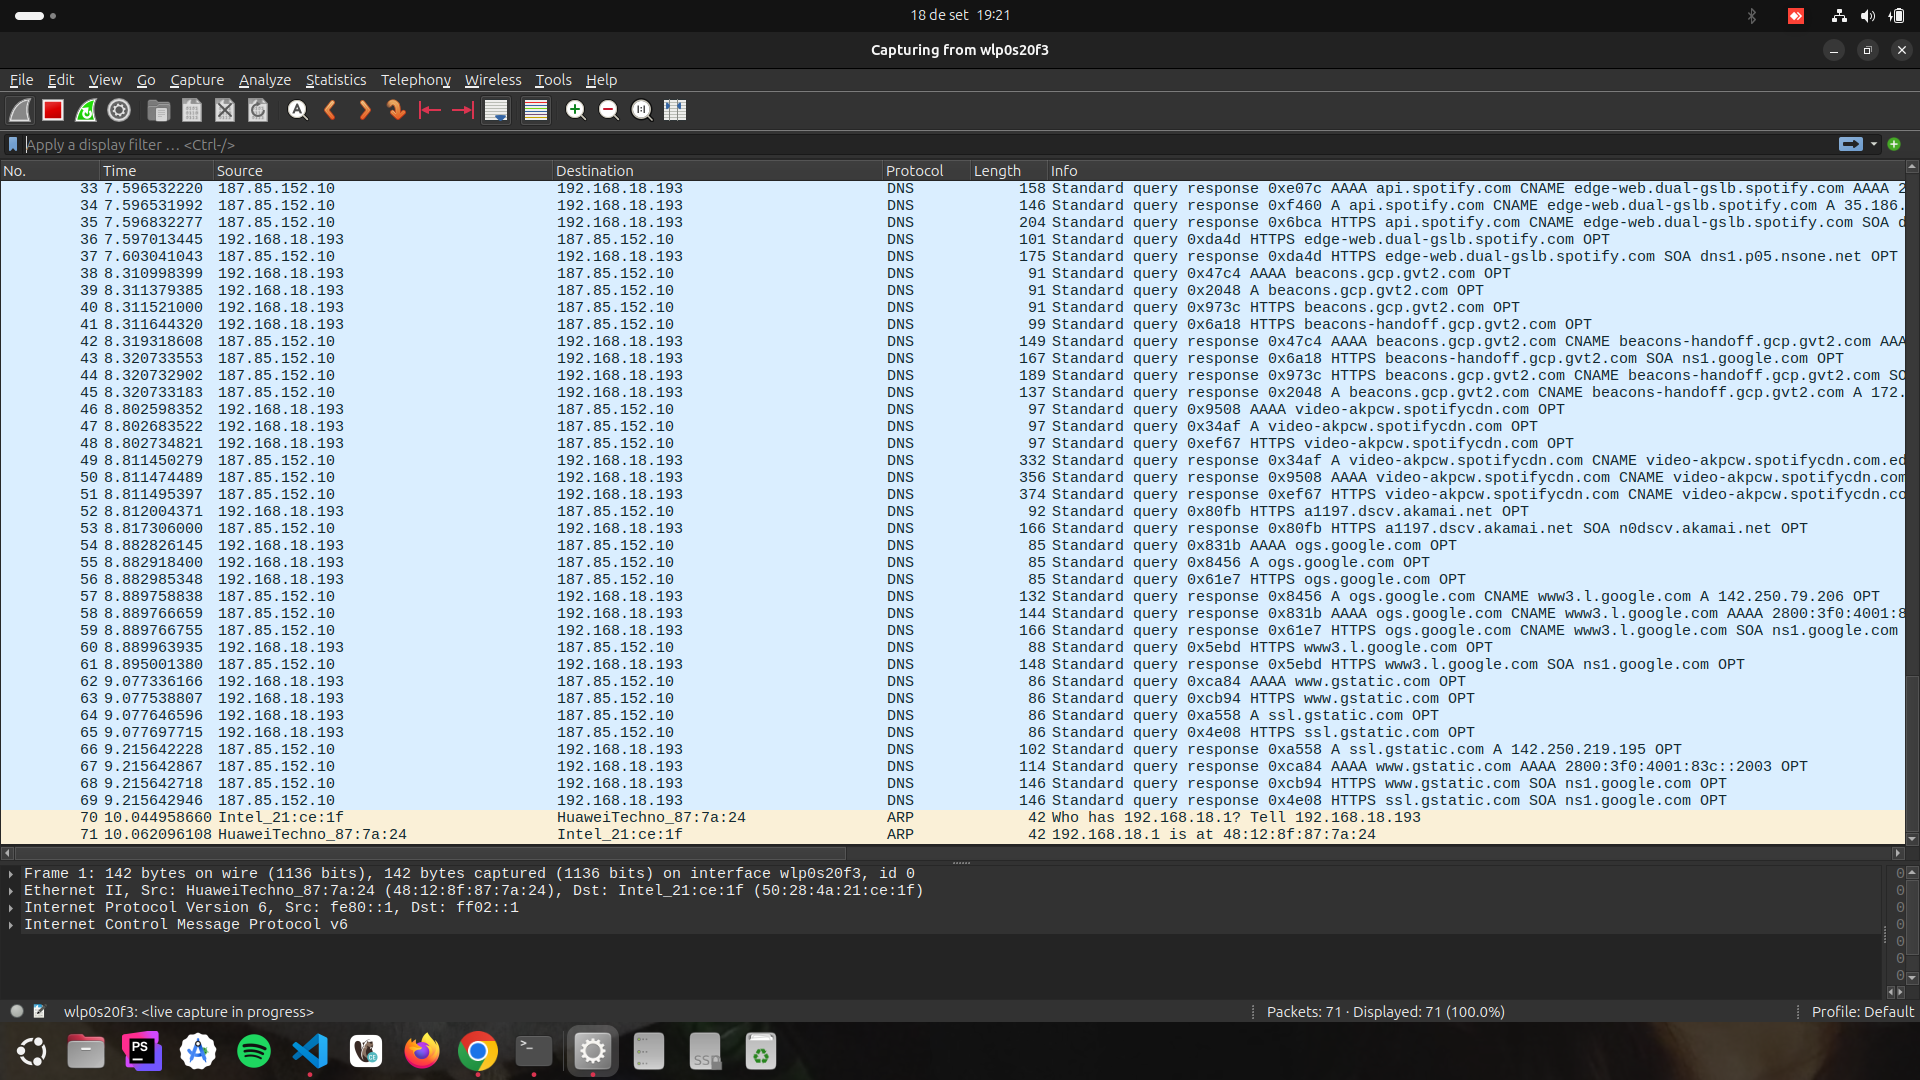 18 de set 19:21
Capturing from wlp0s20f3
File Edit View Go Capture Analyze Statistics Telephony Wireless Tools Help
Apply a display filter … <Ctrl-/>
No. Time Source Destination Protocol Length Info
33 7.596532220 187.85.152.10 192.168.18.193 DNS 158 Standard query response 0xe07c AAAA api.spotify.com CNAME edge-web.dual-gslb.spotify.com AAAA 2
34 7.596531992 187.85.152.10 192.168.18.193 DNS 146 Standard query response 0xf460 A api.spotify.com CNAME edge-web.dual-gslb.spotify.com A 35.186.
35 7.596832277 187.85.152.10 192.168.18.193 DNS 204 Standard query response 0x6bca HTTPS api.spotify.com CNAME edge-web.dual-gslb.spotify.com SOA d
36 7.597013445 192.168.18.193 187.85.152.10 DNS 101 Standard query 0xda4d HTTPS edge-web.dual-gslb.spotify.com OPT
37 7.603041043 187.85.152.10 192.168.18.193 DNS 175 Standard query response 0xda4d HTTPS edge-web.dual-gslb.spotify.com SOA dns1.p05.nsone.net OPT
38 8.310998399 192.168.18.193 187.85.152.10 DNS 91 Standard query 0x47c4 AAAA beacons.gcp.gvt2.com OPT
39 8.311379385 192.168.18.193 187.85.152.10 DNS 91 Standard query 0x2048 A beacons.gcp.gvt2.com OPT
40 8.311521000 192.168.18.193 187.85.152.10 DNS 91 Standard query 0x973c HTTPS beacons.gcp.gvt2.com OPT
41 8.311644320 192.168.18.193 187.85.152.10 DNS 99 Standard query 0x6a18 HTTPS beacons-handoff.gcp.gvt2.com OPT
42 8.319318608 187.85.152.10 192.168.18.193 DNS 149 Standard query response 0x47c4 AAAA beacons.gcp.gvt2.com CNAME beacons-handoff.gcp.gvt2.com AAA
43 8.320733553 187.85.152.10 192.168.18.193 DNS 167 Standard query response 0x6a18 HTTPS beacons-handoff.gcp.gvt2.com SOA ns1.google.com OPT
44 8.320732902 187.85.152.10 192.168.18.193 DNS 189 Standard query response 0x973c HTTPS beacons.gcp.gvt2.com CNAME beacons-handoff.gcp.gvt2.com SO
45 8.320733183 187.85.152.10 192.168.18.193 DNS 137 Standard query response 0x2048 A beacons.gcp.gvt2.com CNAME beacons-handoff.gcp.gvt2.com A 172.
46 8.802598352 192.168.18.193 187.85.152.10 DNS 97 Standard query 0x9508 AAAA video-akpcw.spotifycdn.com OPT
47 8.802683522 192.168.18.193 187.85.152.10 DNS 97 Standard query 0x34af A video-akpcw.spotifycdn.com OPT
48 8.802734821 192.168.18.193 187.85.152.10 DNS 97 Standard query 0xef67 HTTPS video-akpcw.spotifycdn.com OPT
49 8.811450279 187.85.152.10 192.168.18.193 DNS 332 Standard query response 0x34af A video-akpcw.spotifycdn.com CNAME video-akpcw.spotifycdn.com.ed
50 8.811474489 187.85.152.10 192.168.18.193 DNS 356 Standard query response 0x9508 AAAA video-akpcw.spotifycdn.com CNAME video-akpcw.spotifycdn.com
51 8.811495397 187.85.152.10 192.168.18.193 DNS 374 Standard query response 0xef67 HTTPS video-akpcw.spotifycdn.com CNAME video-akpcw.spotifycdn.co
52 8.812004371 192.168.18.193 187.85.152.10 DNS 92 Standard query 0x80fb HTTPS a1197.dscv.akamai.net OPT
53 8.817306000 187.85.152.10 192.168.18.193 DNS 166 Standard query response 0x80fb HTTPS a1197.dscv.akamai.net SOA n0dscv.akamai.net OPT
54 8.882826145 192.168.18.193 187.85.152.10 DNS 85 Standard query 0x831b AAAA ogs.google.com OPT
55 8.882918400 192.168.18.193 187.85.152.10 DNS 85 Standard query 0x8456 A ogs.google.com OPT
56 8.882985348 192.168.18.193 187.85.152.10 DNS 85 Standard query 0x61e7 HTTPS ogs.google.com OPT
57 8.889758838 187.85.152.10 192.168.18.193 DNS 132 Standard query response 0x8456 A ogs.google.com CNAME www3.l.google.com A 142.250.79.206 OPT
58 8.889766659 187.85.152.10 192.168.18.193 DNS 144 Standard query response 0x831b AAAA ogs.google.com CNAME www3.l.google.com AAAA 2800:3f0:4001:8
59 8.889766755 187.85.152.10 192.168.18.193 DNS 166 Standard query response 0x61e7 HTTPS ogs.google.com CNAME www3.l.google.com SOA ns1.google.com
60 8.889963935 192.168.18.193 187.85.152.10 DNS 88 Standard query 0x5ebd HTTPS www3.l.google.com OPT
61 8.895001380 187.85.152.10 192.168.18.193 DNS 148 Standard query response 0x5ebd HTTPS www3.l.google.com SOA ns1.google.com OPT
62 9.077336166 192.168.18.193 187.85.152.10 DNS 86 Standard query 0xca84 AAAA www.gstatic.com OPT
63 9.077538807 192.168.18.193 187.85.152.10 DNS 86 Standard query 0xcb94 HTTPS www.gstatic.com OPT
64 9.077646596 192.168.18.193 187.85.152.10 DNS 86 Standard query 0xa558 A ssl.gstatic.com OPT
65 9.077697715 192.168.18.193 187.85.152.10 DNS 86 Standard query 0x4e08 HTTPS ssl.gstatic.com OPT
66 9.215642228 187.85.152.10 192.168.18.193 DNS 102 Standard query response 0xa558 A ssl.gstatic.com A 142.250.219.195 OPT
67 9.215642867 187.85.152.10 192.168.18.193 DNS 114 Standard query response 0xca84 AAAA www.gstatic.com AAAA 2800:3f0:4001:83c::2003 OPT
68 9.215642718 187.85.152.10 192.168.18.193 DNS 146 Standard query response 0xcb94 HTTPS www.gstatic.com SOA ns1.google.com OPT
69 9.215642946 187.85.152.10 192.168.18.193 DNS 146 Standard query response 0x4e08 HTTPS ssl.gstatic.com SOA ns1.google.com OPT
70 10.044958660 Intel_21:ce:1f HuaweiTechno_87:7a:24 ARP 42 Who has 192.168.18.1? Tell 192.168.18.193
71 10.062096108 HuaweiTechno_87:7a:24 Intel_21:ce:1f ARP 42 192.168.18.1 is at 48:12:8f:87:7a:24
Frame 1: 142 bytes on wire (1136 bits), 142 bytes captured (1136 bits) on interface wlp0s20f3, id 0
Ethernet II, Src: HuaweiTechno_87:7a:24 (48:12:8f:87:7a:24), Dst: Intel_21:ce:1f (50:28:4a:21:ce:1f)
Internet Protocol Version 6, Src: fe80::1, Dst: ff02::1
Internet Control Message Protocol v6
0
0
0
0
0
0
0
wlp0s20f3: <live capture in progress>
Packets: 71 · Displayed: 71 (100.0%)
Profile: Default
PS
SSD